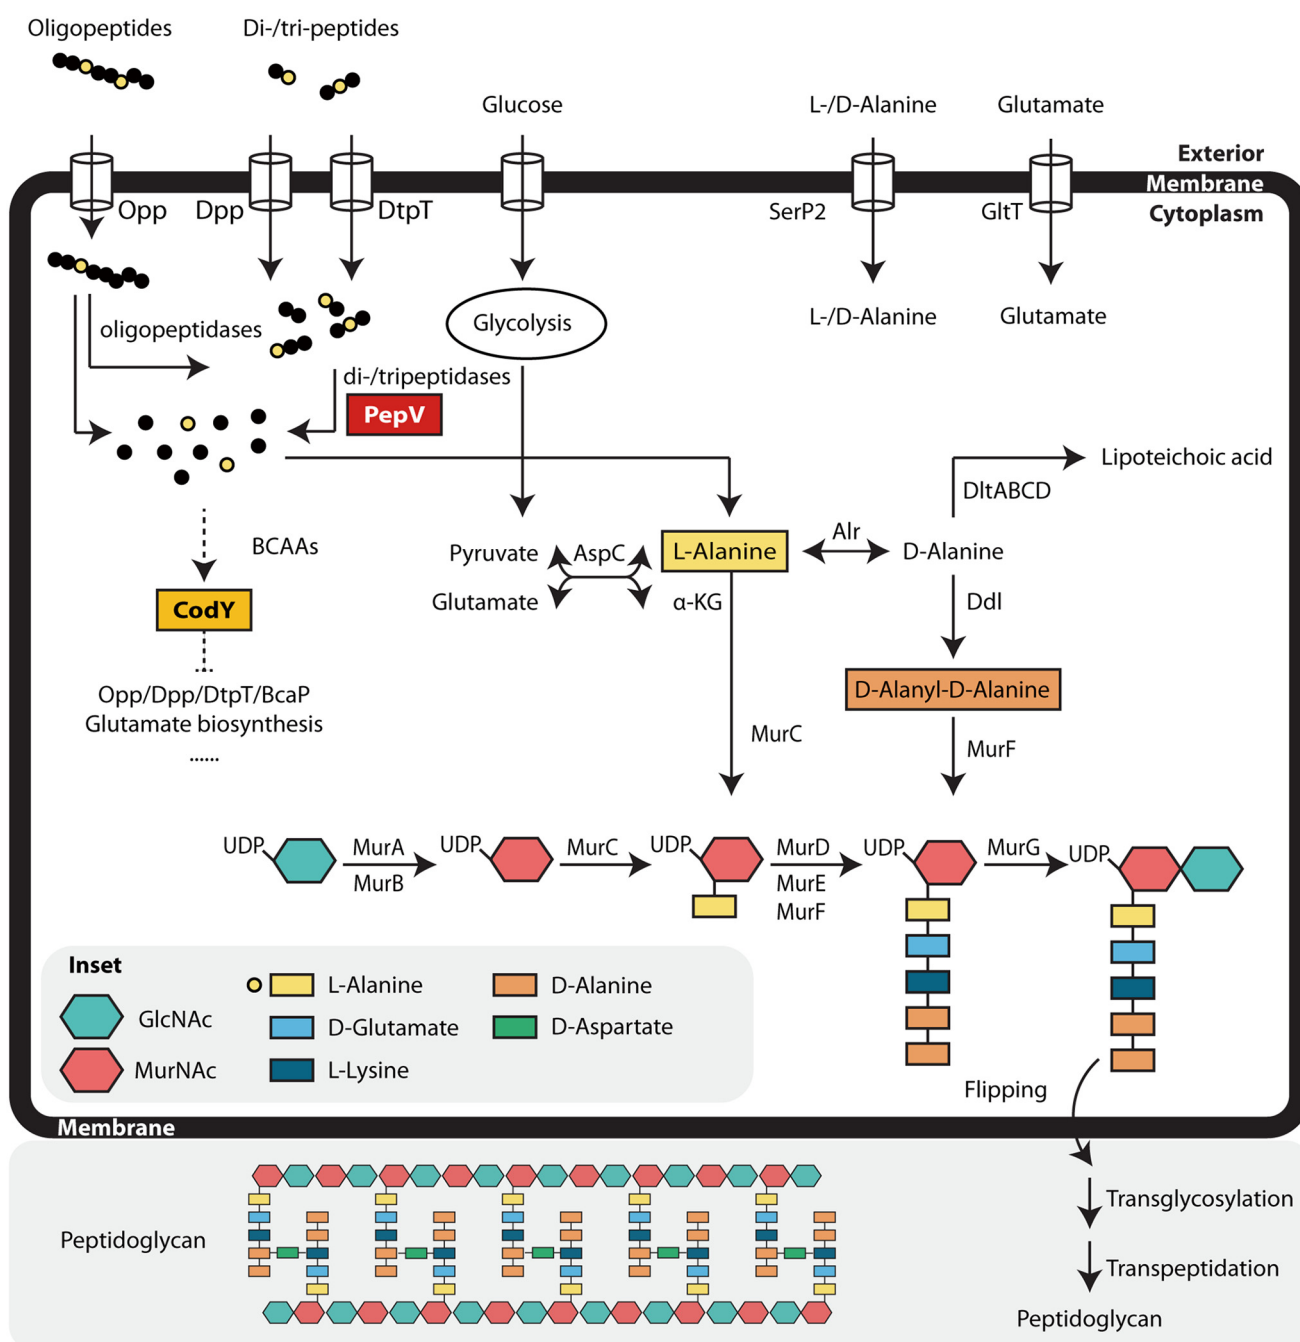 Oligopeptides
Di-/tri-peptides
Glucose
L-/D-Alanine
Glutamate
Exterior
Membrane
Cytoplasm
Opp
Dpp
DtpT
SerP2
GltT
oligopeptidases
Glycolysis
L-/D-Alanine
Glutamate
di-/tripeptidases
PepV
Lipoteichoic acid
DltABCD
BCAAs
Pyruvate
AspC
L-Alanine
Alr
D-Alanine
Glutamate
α-KG
Ddl
CodY
D-Alanyl-D-Alanine
Opp/Dpp/DtpT/BcaP
Glutamate biosynthesis
......
MurC
MurF
UDP
MurA
MurB
UDP
MurC
UDP
MurD
MurE
MurF
UDP
MurG
UDP
Inset
GlcNAc
MurNAc
L-Alanine
D-Glutamate
L-Lysine
D-Alanine
D-Aspartate
Flipping
Membrane
Peptidoglycan
Transglycosylation
Transpeptidation
Peptidoglycan